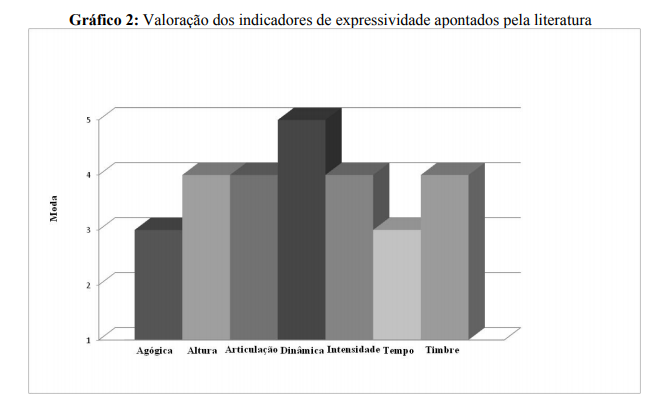 Gráfico 2: Valoração dos indicadores de expressividade apontados pela literatura
5
4
3
2
1
Moda
Agógica Altura Articulação Dinâmica Intensidade Tempo Timbre